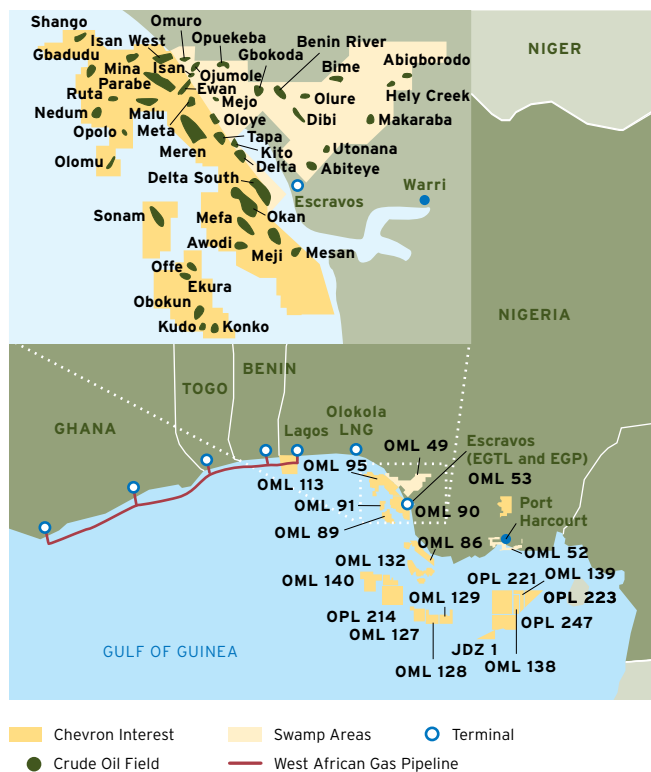 Shango
Omuro
Isan West
Opuekeba
Gbadudu
Gbokoda
Benin River
NIGER
Mina
Isan
Ojumole
Bime
Abigborodo
Parabe
Ewan
Ruta
Mejo
Olure
Hely Creek
Nedum
Malu
Oloye
Dibi
Makaraba
Opolo
Meta
Tapa
Meren
Kito
Utonana
Olomu
Delta
Abiteye
Delta South
Warri
Escravos
Sonam
Mefa
Okan
Awodi
Meji
Mesan
Offe
Ekura
Obokun
Kudo
Konko
NIGERIA
BENIN
TOGO
GHANA
Olokola
LNG
Lagos
OML 49
Escravos
(EGTL and EGP)
OML 95
OML 53
OML 113
OML 91
OML 90
Port
Harcourt
OML 89
OML 86
OML 52
OML 132
OML 140
OPL 221
OML 139
OML 129
OPL 223
OPL 214
OPL 247
OML 127
JDZ 1
OML 128
OML 138
GULF OF GUINEA
Chevron Interest
Swamp Areas
Terminal
Crude Oil Field
West African Gas Pipeline